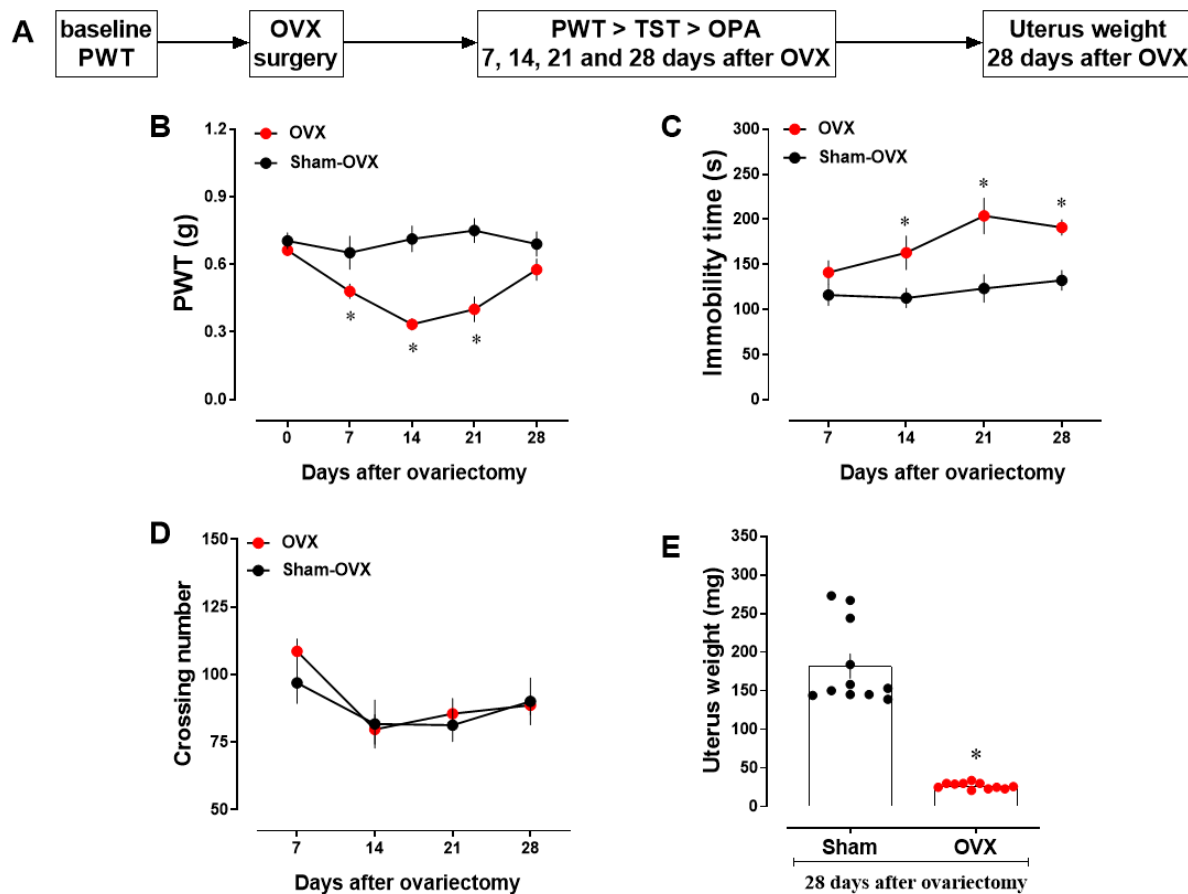 A
baseline
PWT
OVX
surgery
PWT > TST > OPA
7, 14, 21 and 28 days after OVX
Uterus weight
28 days after OVX
B
OVX
Sham-OVX
PWT (g)
1.2
0.9
0.6
0.3
0.0
* * *
0 7 14 21 28
Days after ovariectomy
C
OVX
Sham-OVX
Immobility time (s)
300
250
200
150
100
50
0
* * *
7 14 21 28
Days after ovariectomy
D
OVX
Sham-OVX
Crossing number
150
125
100
75
50
7 14 21 28
Days after ovariectomy
E
Uterus weight (mg)
350
300
250
200
150
100
50
0
*
Sham OVX
28 days after ovariectomy